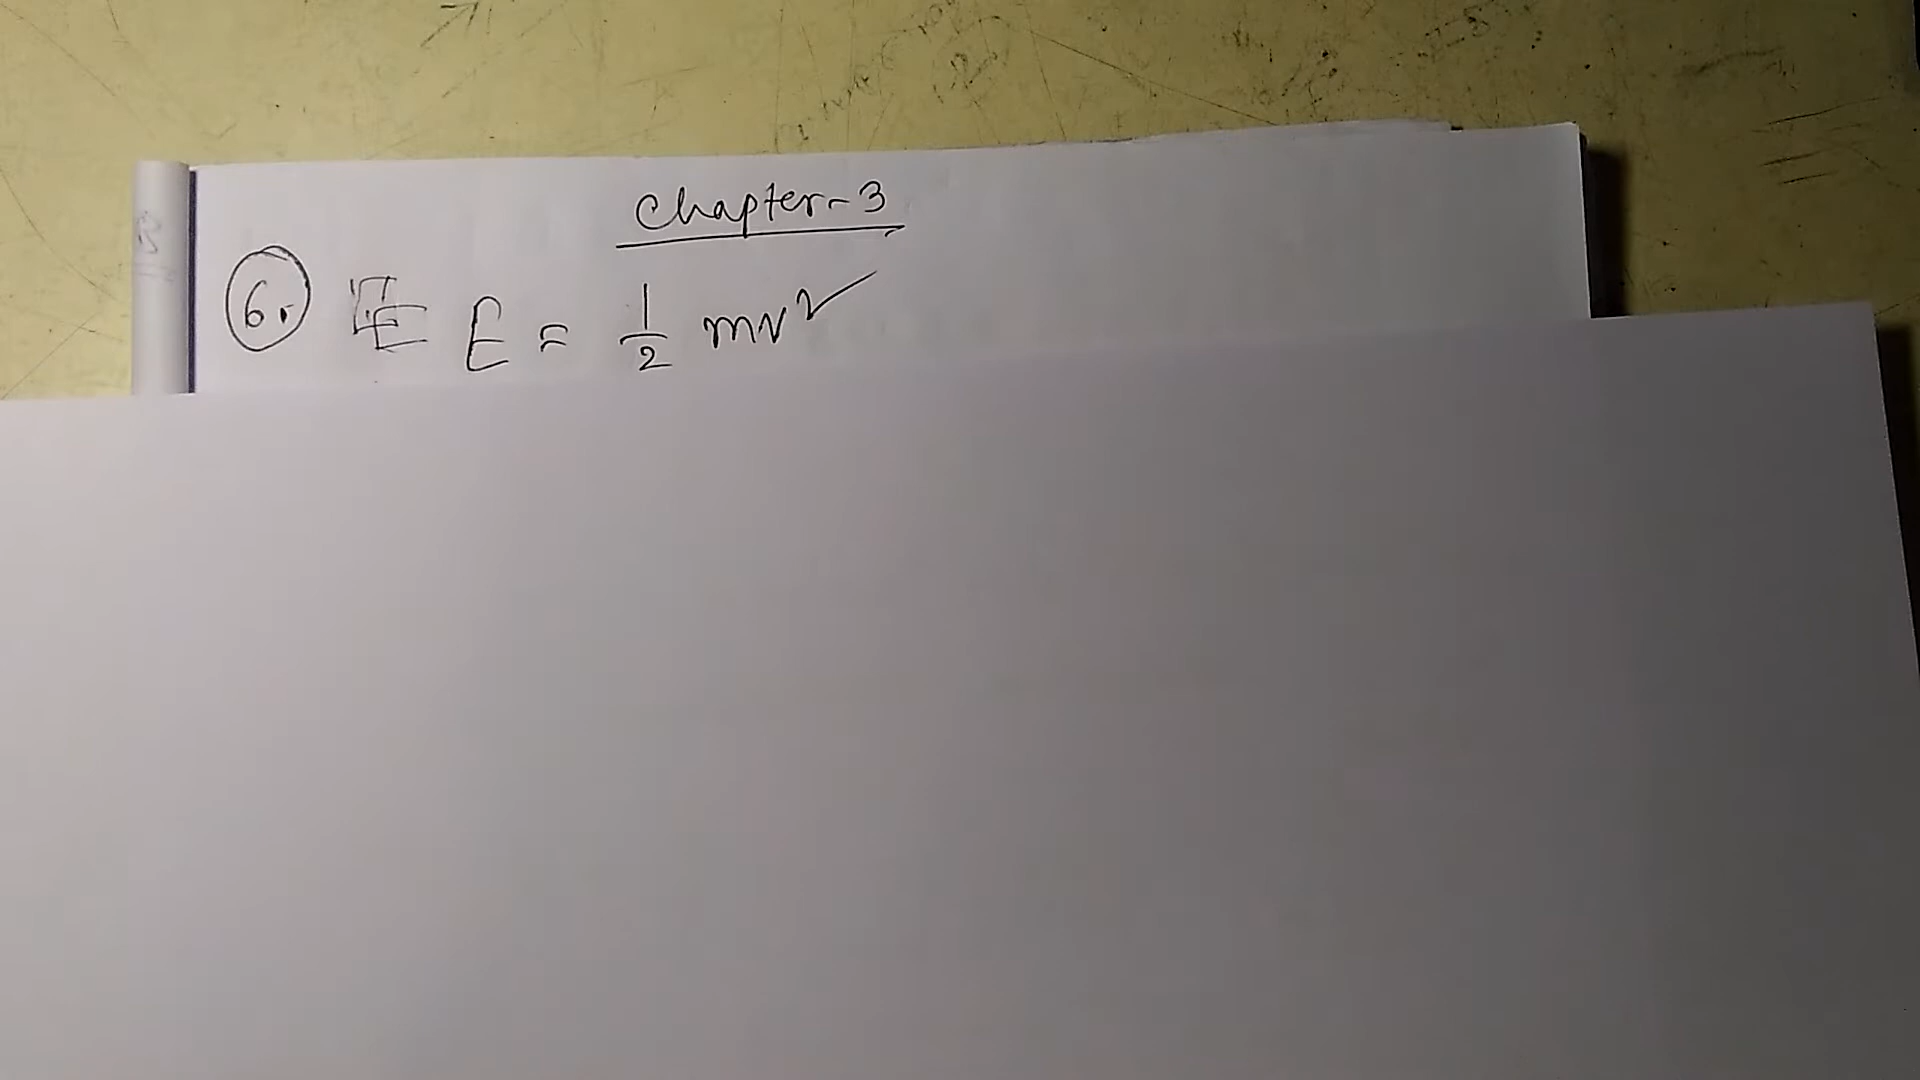 Chapter-3
6. E = 1/2 mv²